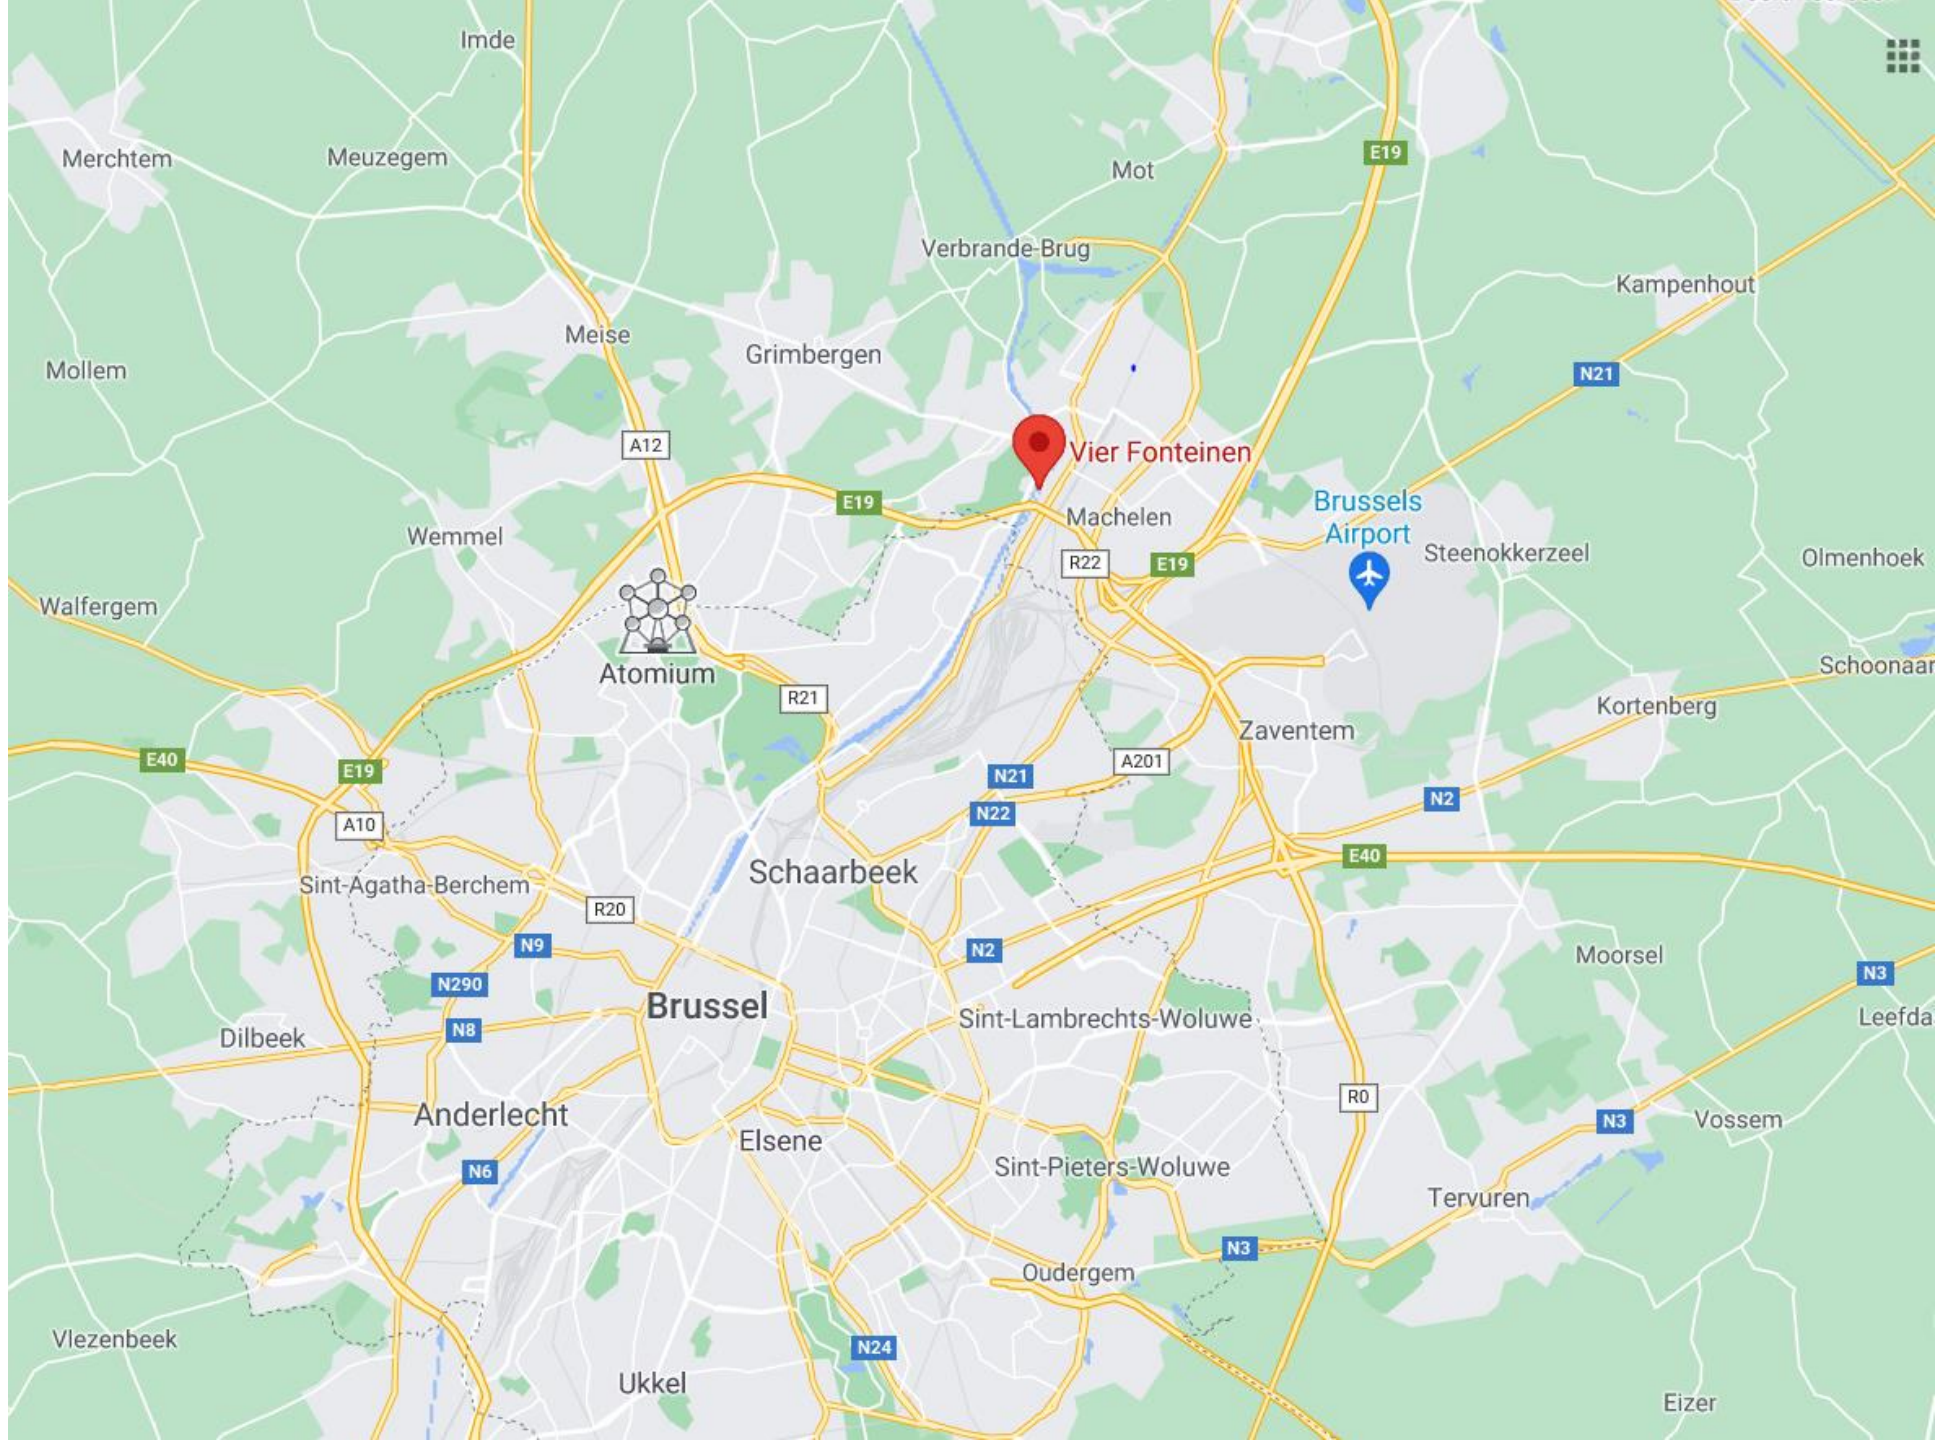 Imde
Merchtem
Meuzegem
Mot
E19
Verbrande-Brug
Kampenhout
Meise
Grimbergen
Mollem
N21
A12
Vier Fonteinen
E19
Brussels
Airport
Machelen
Wemmel
Steenokkerzeel
Olmenhoek
R22
E19
Walfergem
Atomium
Schoonaar
R21
Kortenberg
Zaventem
E40
E19
A201
N21
N2
N22
A10
E40
Schaarbeek
Sint-Agatha-Berchem
R20
N9
N2
Moorsel
N3
N290
Brussel
Sint-Lambrechts-Woluwe
Leefda
N8
Dilbeek
R0
Anderlecht
N3
Vossem
Elsene
Sint-Pieters-Woluwe
N6
Tervuren
N3
Oudergem
Vlezenbeek
N24
Ukkel
Eizer